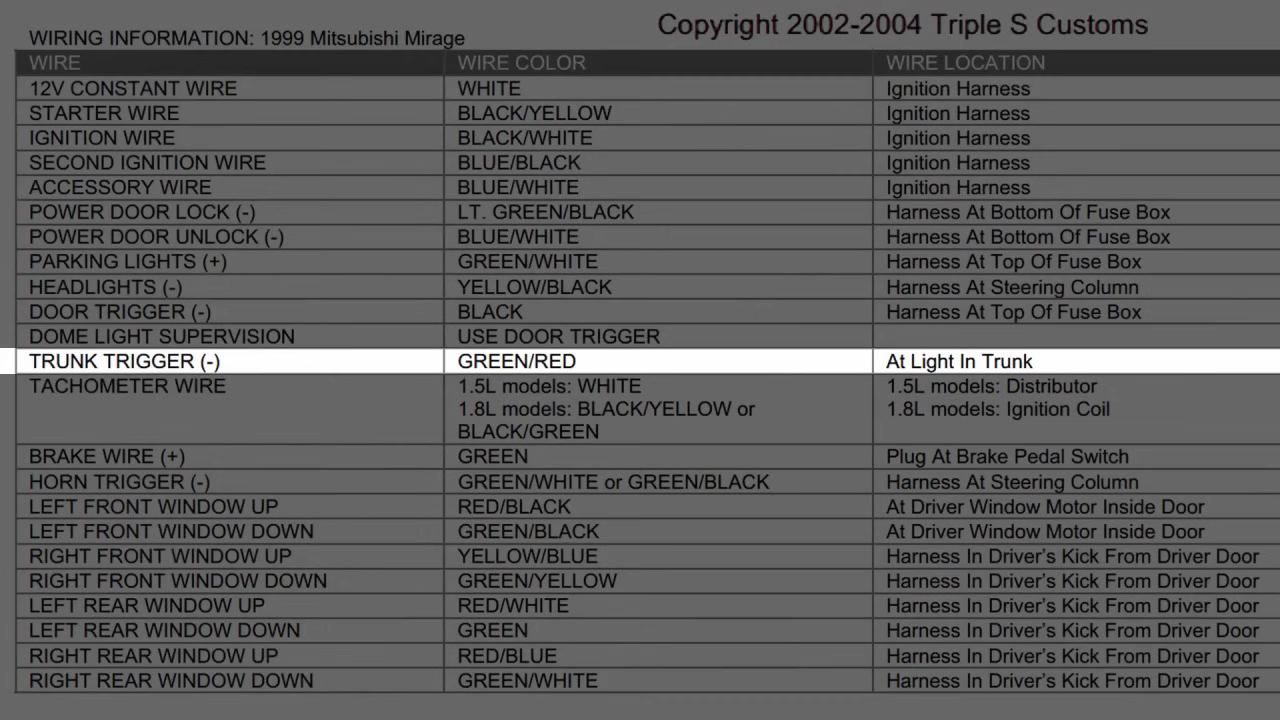 Copyright 2002-2004 Triple S Customs
WIRING INFORMATION: 1999 Mitsubishi Mirage
WIRE WIRE COLOR WIRE LOCATION
12V CONSTANT WIRE WHITE Ignition Harness
STARTER WIRE BLACK/YELLOW Ignition Harness
IGNITION WIRE BLACK/WHITE Ignition Harness
SECOND IGNITION WIRE BLUE/BLACK Ignition Harness
ACCESSORY WIRE BLUE/WHITE Ignition Harness
POWER DOOR LOCK (-) LT. GREEN/BLACK Harness At Bottom Of Fuse Box
POWER DOOR UNLOCK (-) BLUE/WHITE Harness At Bottom Of Fuse Box
PARKING LIGHTS (+) GREEN/WHITE Harness At Top Of Fuse Box
HEADLIGHTS (-) YELLOW/BLACK Harness At Steering Column
DOOR TRIGGER (-) BLACK Harness At Top Of Fuse Box
DOME LIGHT SUPERVISION USE DOOR TRIGGER
TRUNK TRIGGER (-) GREEN/RED At Light In Trunk
TACHOMETER WIRE 1.5L models: WHITE 1.5L models: Distributor
1.8L models: BLACK/YELLOW or 1.8L models: Ignition Coil
BLACK/GREEN
BRAKE WIRE (+) GREEN Plug At Brake Pedal Switch
HORN TRIGGER (-) GREEN/WHITE or GREEN/BLACK Harness At Steering Column
LEFT FRONT WINDOW UP RED/BLACK At Driver Window Motor Inside Door
LEFT FRONT WINDOW DOWN GREEN/BLACK At Driver Window Motor Inside Door
RIGHT FRONT WINDOW UP YELLOW/BLUE Harness In Driver's Kick From Driver Door
RIGHT FRONT WINDOW DOWN GREEN/YELLOW Harness In Driver's Kick From Driver Door
LEFT REAR WINDOW UP RED/WHITE Harness In Driver's Kick From Driver Door
LEFT REAR WINDOW DOWN GREEN Harness In Driver's Kick From Driver Door
RIGHT REAR WINDOW UP RED/BLUE Harness In Driver's Kick From Driver Door
RIGHT REAR WINDOW DOWN GREEN/WHITE Harness In Driver's Kick From Driver Door